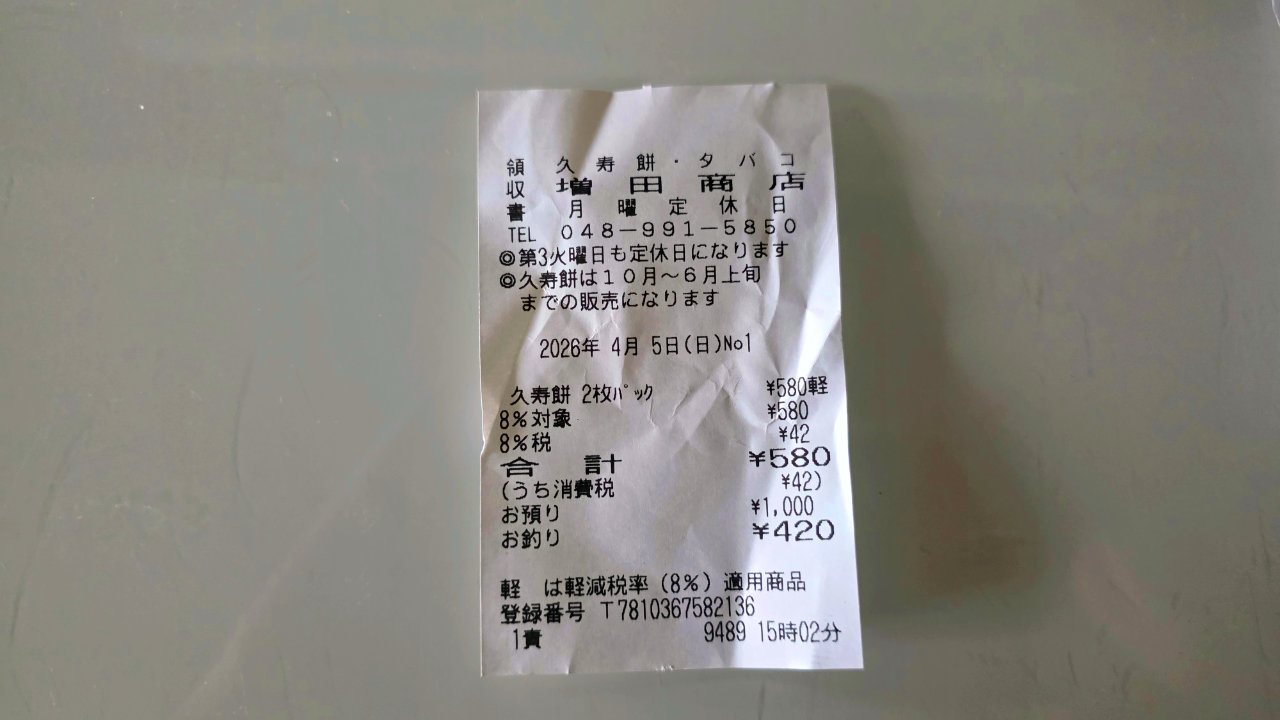 領収書
久寿餅・タバコ
増田商店
月曜定休日
TEL 048-991-5850
◎第3火曜日も定休日になります
◎久寿餅は10月〜6月上旬
までの販売になります
2026年 4月 5日(日)No1
久寿餅 2枚パック ¥580軽
8%対象 ¥580
8%税 ¥42
合計 ¥580
(うち消費税 ¥42)
お預り ¥1,000
お釣り ¥420
軽 は軽減税率(8%)適用商品
登録番号 T7810367582136
1責 9489 15時02分